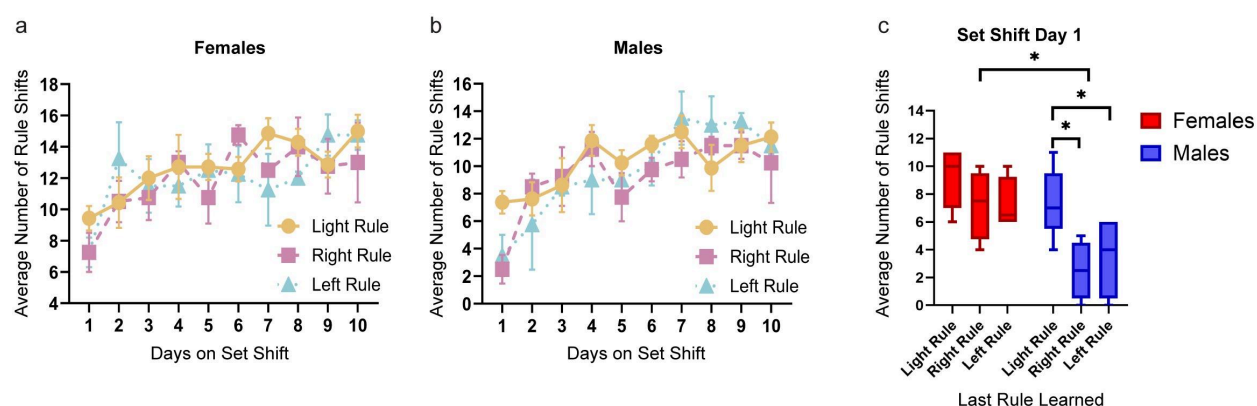 a
Females
Average Number of Rule Shifts
18
16
14
12
10
8
6
4
1 2 3 4 5 6 7 8 9 10
Days on Set Shift
Light Rule
Right Rule
Left Rule
b
Males
Average Number of Rule Shifts
16
14
12
10
8
6
4
2
0
1 2 3 4 5 6 7 8 9 10
Days on Set Shift
Light Rule
Right Rule
Left Rule
c
Set Shift Day 1
Average Number of Rule Shifts
14
12
10
8
6
4
2
0
*
*
*
Light Rule
Right Rule
Left Rule
Light Rule
Right Rule
Left Rule
Last Rule Learned
Females
Males